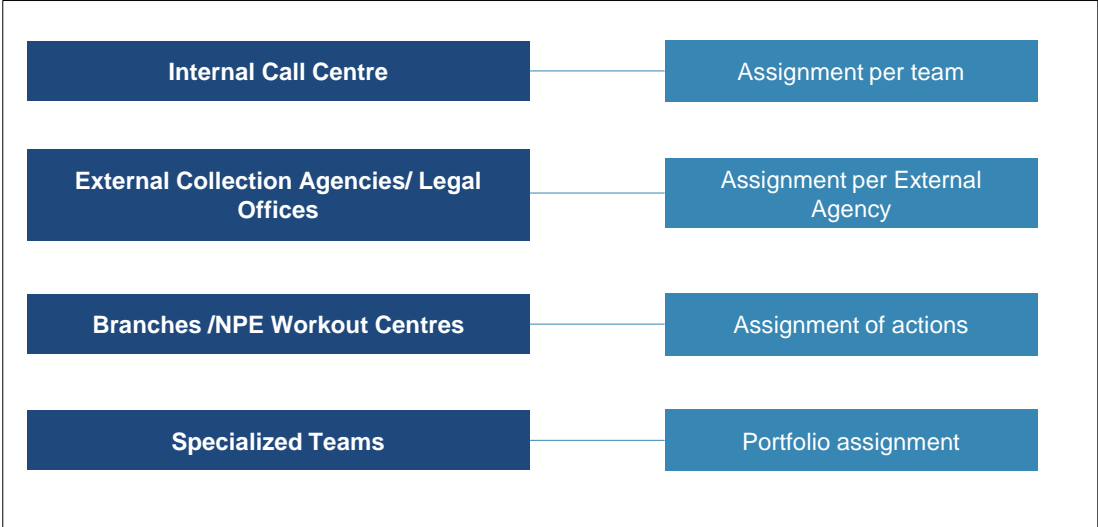 Internal Call Centre
Assignment per team
External Collection Agencies/ Legal
Offices
Assignment per External
Agency
Branches /NPE Workout Centres
Assignment of actions
Specialized Teams
Portfolio assignment